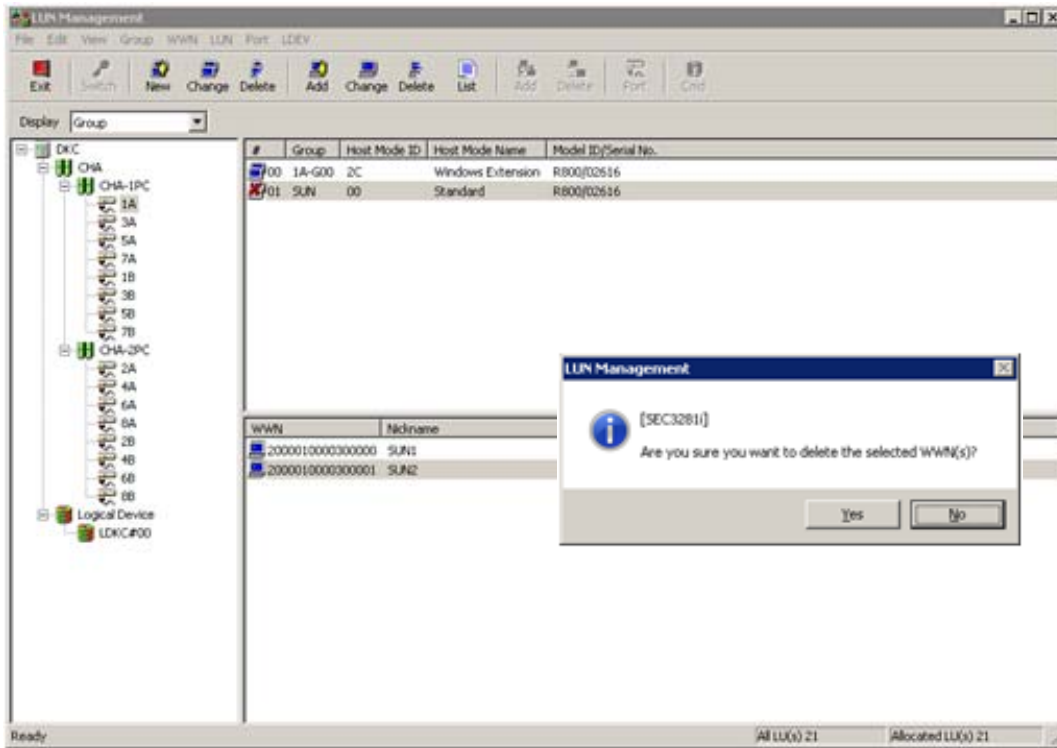 LUN Management
File Edit View Group WWN LUN Port LDEV
Exit Switch New Change Delete Add Change Delete List Add Delete Port Cmd
Display Group
DKC
CHA
CHA-1PC
1A
3A
5A
7A
1B
3B
5B
7B
CHA-2PC
2A
4A
6A
8A
2B
4B
6B
8B
Logical Device
LDKC#00
# Group Host Mode ID Host Mode Name Model ID/Serial No.
00 1A-G00 2C Windows Extension R800/02616
01 SUN 00 Standard R800/02616
WWN Nickname
2000010000300000 SUN1
2000010000300001 SUN2
LUN Management
[SEC3281i]
Are you sure you want to delete the selected WWN(s)?
Yes No
Ready All LU(s) 21 Allocated LU(s) 21